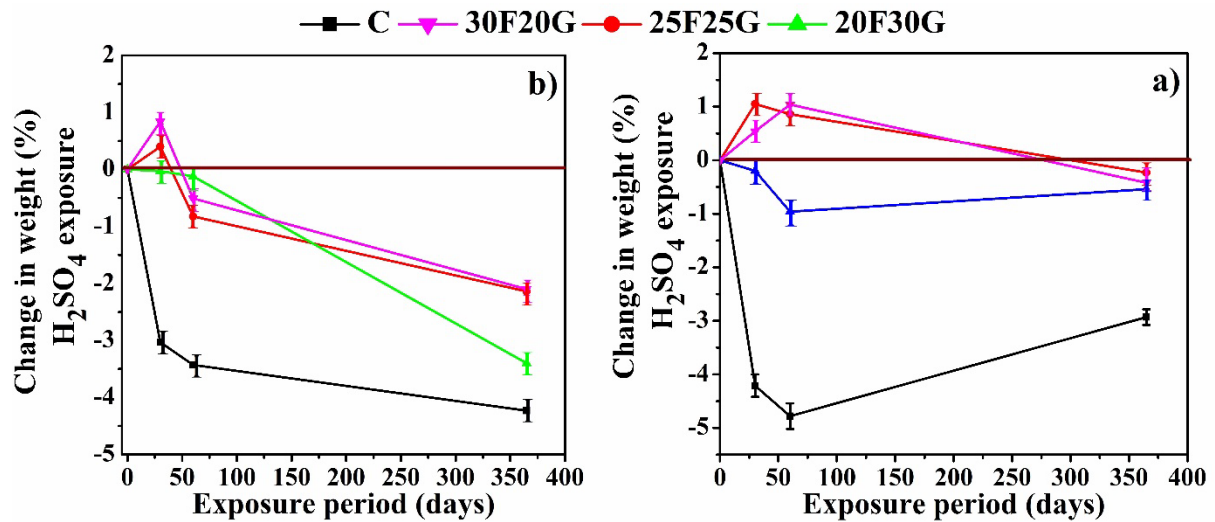 C 30F20G 25F25G 20F30G
b)
Change in weight (%)
H₂SO₄ exposure
2
1
0
-1
-2
-3
-4
-5
0 50 100 150 200 250 300 350 400
Exposure period (days)
a)
Change in weight (%)
H₂SO₄ exposure
2
1
0
-1
-2
-3
-4
-5
0 50 100 150 200 250 300 350 400
Exposure period (days)